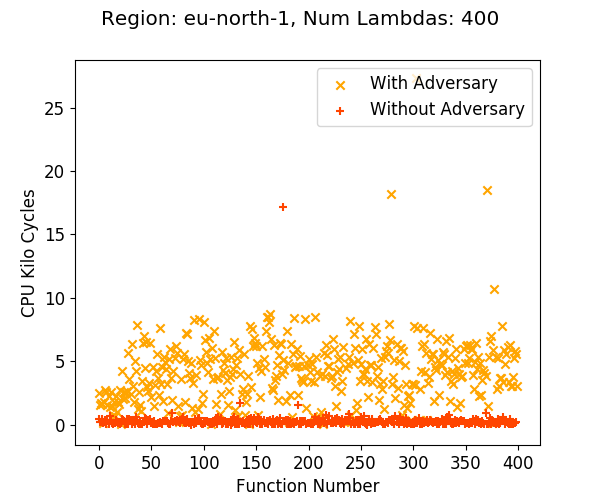 Region: eu-north-1, Num Lambdas: 400
With Adversary
Without Adversary
CPU Kilo Cycles
25
20
15
10
5
0
0 50 100 150 200 250 300 350 400
Function Number